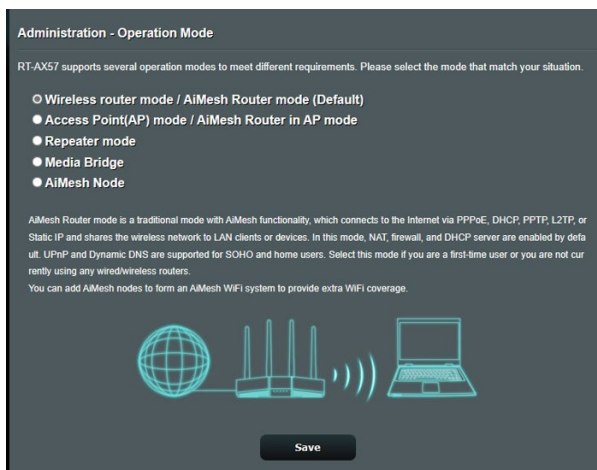 Administration - Operation Mode
RT-AX57 supports several operation modes to meet different requirements. Please select the mode that match your situation.
Wireless router mode / AiMesh Router mode (Default)
Access Point(AP) mode / AiMesh Router in AP mode
Repeater mode
Media Bridge
AiMesh Node
AiMesh Router mode is a traditional mode with AiMesh functionality, which connects to the Internet via PPPoE, DHCP, PPTP, L2TP, or
Static IP and shares the wireless network to LAN clients or devices. In this mode, NAT, firewall, and DHCP server are enabled by defa
ult. UPnP and Dynamic DNS are supported for SOHO and home users. Select this mode if you are a first-time user or you are not cur
rently using any wired/wireless routers.
You can add AiMesh nodes to form an AiMesh WiFi system to provide extra WiFi coverage.
Save